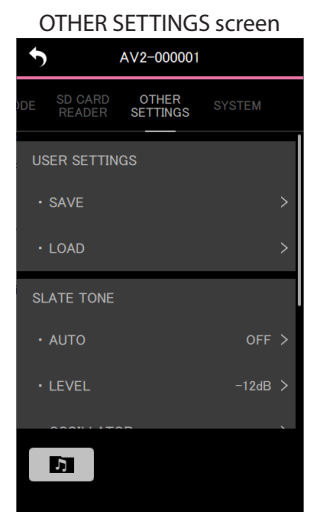 OTHER SETTINGS screen
AV2-000001
DE
SD CARD
READER
OTHER
SETTINGS
SYSTEM
USER SETTINGS
・SAVE
・LOAD
SLATE TONE
・AUTO OFF
・LEVEL -12dB